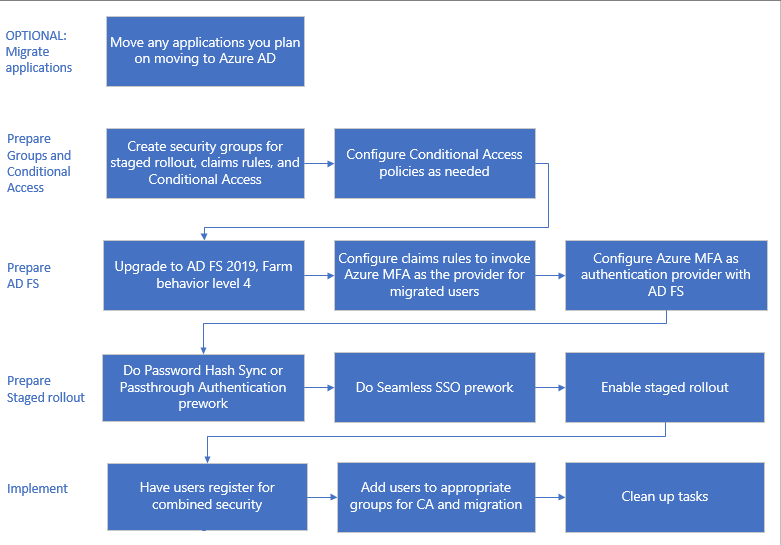 OPTIONAL:
Migrate
applications
Move any applications you plan
on moving to Azure AD
Prepare
Groups and
Conditional
Access
Create security groups for
staged rollout, claims rules, and
Conditional Access
Configure Conditional Access
policies as needed
Prepare
AD FS
Upgrade to AD FS 2019, Farm
behavior level 4
Configure claims rules to invoke
Azure MFA as the provider for
migrated users
Configure Azure MFA as
authentication provider with
AD FS
Prepare
Staged rollout
Do Password Hash Sync or
Passthrough Authentication
prework
Do Seamless SSO prework
Enable staged rollout
Implement
Have users register for
combined security
Add users to appropriate
groups for CA and migration
Clean up tasks